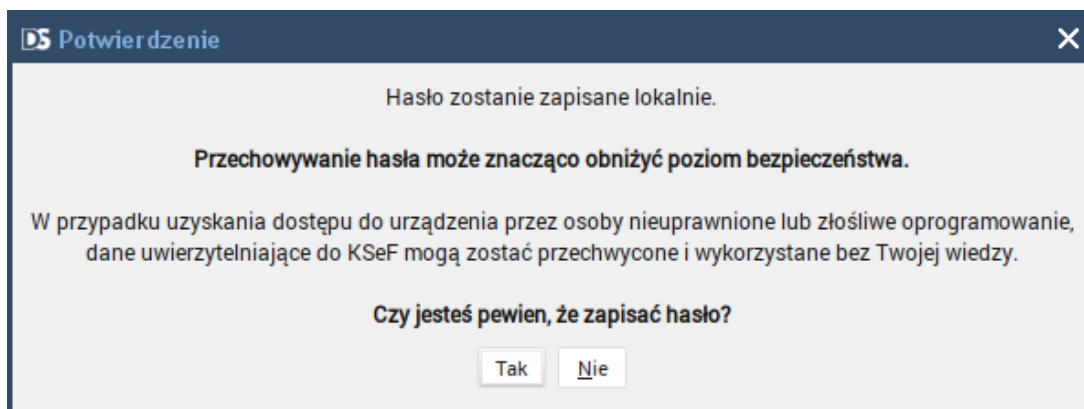 DS Potwierdzenie
Hasło zostanie zapisane lokalnie.
Przechowywanie hasła może znacząco obniżyć poziom bezpieczeństwa.
W przypadku uzyskania dostępu do urządzenia przez osoby nieuprawnione lub złośliwe oprogramowanie,
dane uwierzytelniające do KSeF mogą zostać przechwycone i wykorzystane bez Twojej wiedzy.
Czy jesteś pewien, że zapisać hasło?
Tak Nie